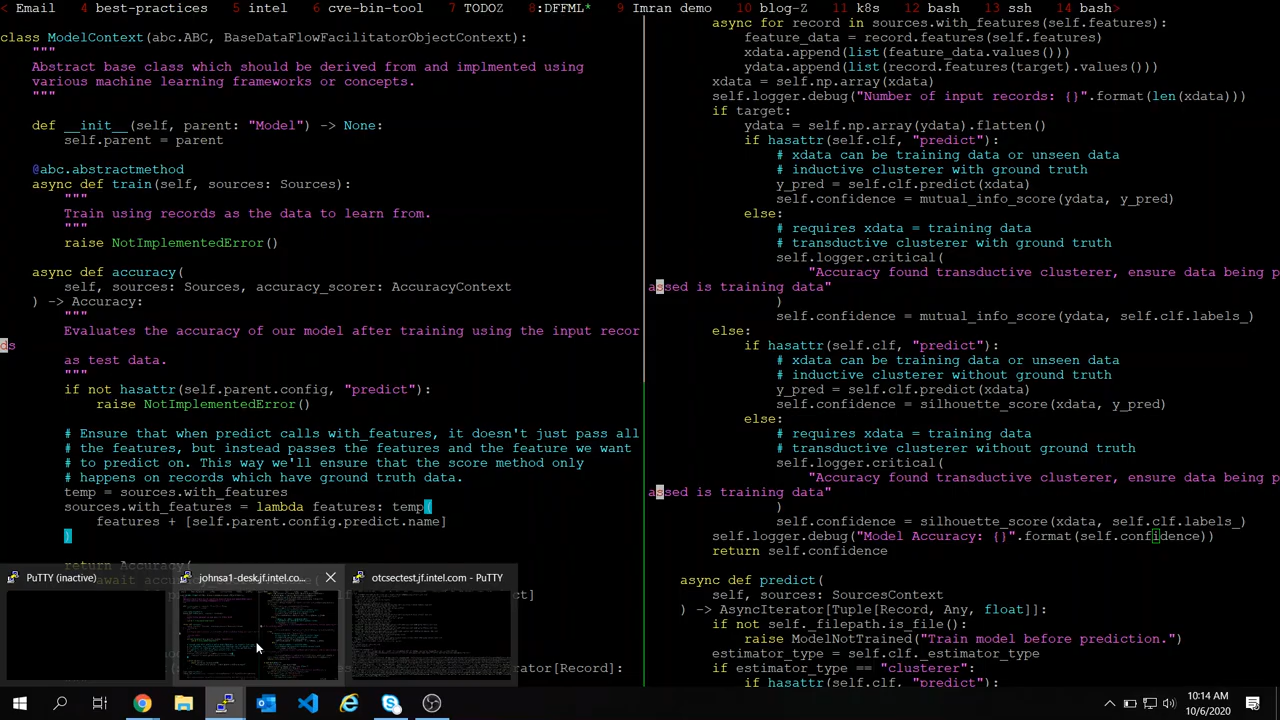 < Email   4 best-practices   5 intel   6 cve-bin-tool   7 TODOZ   8:DFFML*   9 Imran demo   10 blog-Z   11 k8s   12 bash   13 ssh   14 bash>
class ModelContext(abc.ABC, BaseDataFlowFacilitatorObjectContext):
"""
Abstract base class which should be derived from and implmented using
various machine learning frameworks or concepts.
"""
def __init__(self, parent: "Model") -> None:
self.parent = parent
@abc.abstractmethod
async def train(self, sources: Sources):
"""
Train using records as the data to learn from.
"""
raise NotImplementedError()
async def accuracy(
self, sources: Sources, accuracy_scorer: AccuracyContext
) -> Accuracy:
"""
Evaluates the accuracy of our model after training using the input recor
ds
as test data.
"""
if not hasattr(self.parent.config, "predict"):
raise NotImplementedError()
# Ensure that when predict calls with_features, it doesn't just pass all
# the features, but instead passes the features and the feature we want
# to predict on. This way we'll ensure that the score method only
# happens on records which have ground truth data.
temp = sources.with_features
sources.with_features = lambda features: temp(
features + [self.parent.config.predict.name]
)
return Accuracy(
async for record in sources.with_features(self.features):
feature_data = record.features(self.features)
xdata.append(list(feature_data.values()))
ydata.append(list(record.features(target).values()))
xdata = self.np.array(xdata)
self.logger.debug("Number of input records: {}".format(len(xdata)))
if target:
ydata = self.np.array(ydata).flatten()
if hasattr(self.clf, "predict"):
# xdata can be training data or unseen data
# inductive clusterer with ground truth
y_pred = self.clf.predict(xdata)
self.confidence = mutual_info_score(ydata, y_pred)
else:
# requires xdata = training data
# transductive clusterer with ground truth
self.logger.critical(
"Accuracy found transductive clusterer, ensure data being p
assed is training data"
)
self.confidence = mutual_info_score(ydata, self.clf.labels_)
else:
if hasattr(self.clf, "predict"):
# xdata can be training data or unseen data
# inductive clusterer without ground truth
y_pred = self.clf.predict(xdata)
self.confidence = silhouette_score(xdata, y_pred)
else:
# requires xdata = training data
# transductive clusterer without ground truth
self.logger.critical(
"Accuracy found transductive clusterer, ensure data being p
assed is training data"
)
self.confidence = silhouette_score(xdata, self.clf.labels_)
self.logger.debug("Model Accuracy: {}".format(self.confidence))
return self.confidence
async def predict(
self, sources: SourcesContext
) -> AsyncIterator[Tuple[Record, Any, float]]:
if not self._filepath.is_file():
raise ModelNotTrained("Train model before prediction.")
estimator_type = self.clf._estimator_type
if estimator_type == "clusterer":
if hasattr(self.clf, "predict"):
PuTTY (inactive)
johnsa1-desk.jf.intel.co...
otcsectest.jf.intel.com - PuTTY
10:14 AM
10/6/2020